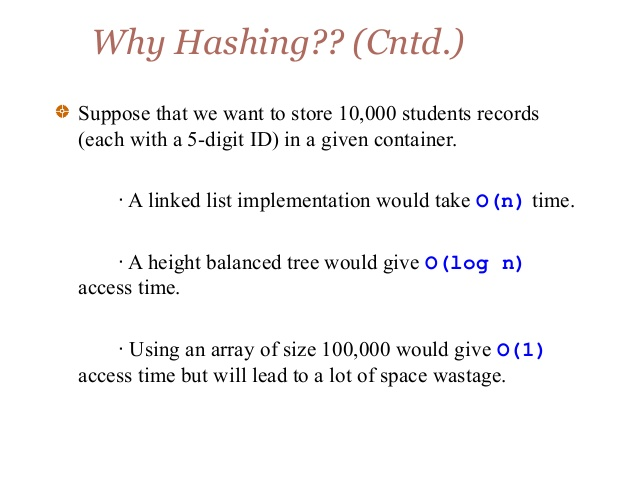 Why Hashing?? (Cntd.)
Suppose that we want to store 10,000 students records
(each with a 5-digit ID) in a given container.
· A linked list implementation would take O(n) time.
· A height balanced tree would give O(log n)
access time.
· Using an array of size 100,000 would give O(1)
access time but will lead to a lot of space wastage.